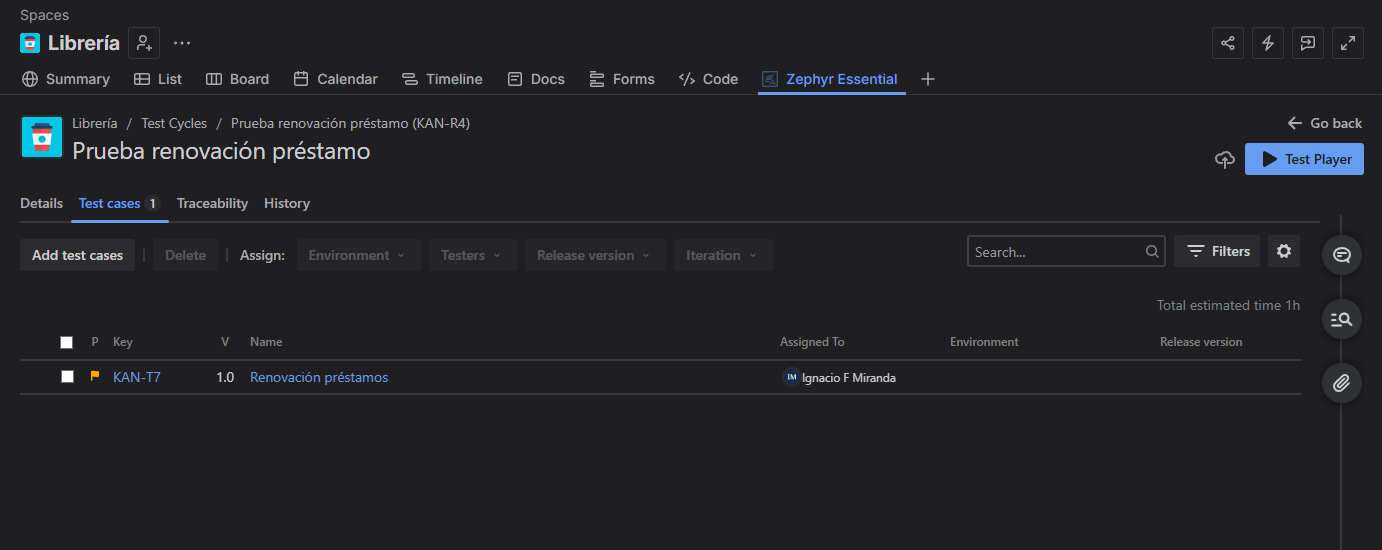 Spaces
Librería
Summary List Board Calendar Timeline Docs Forms Code Zephyr Essential
Librería / Test Cycles / Prueba renovación préstamo (KAN-R4)
Go back
Prueba renovación préstamo
Test Player
Details Test cases 1 Traceability History
Add test cases Delete Assign: Environment Testers Release version Iteration Search... Filters
Total estimated time 1h
P Key V Name Assigned To Environment Release version
KAN-T7 1.0 Renovación préstamos IM Ignacio F Miranda